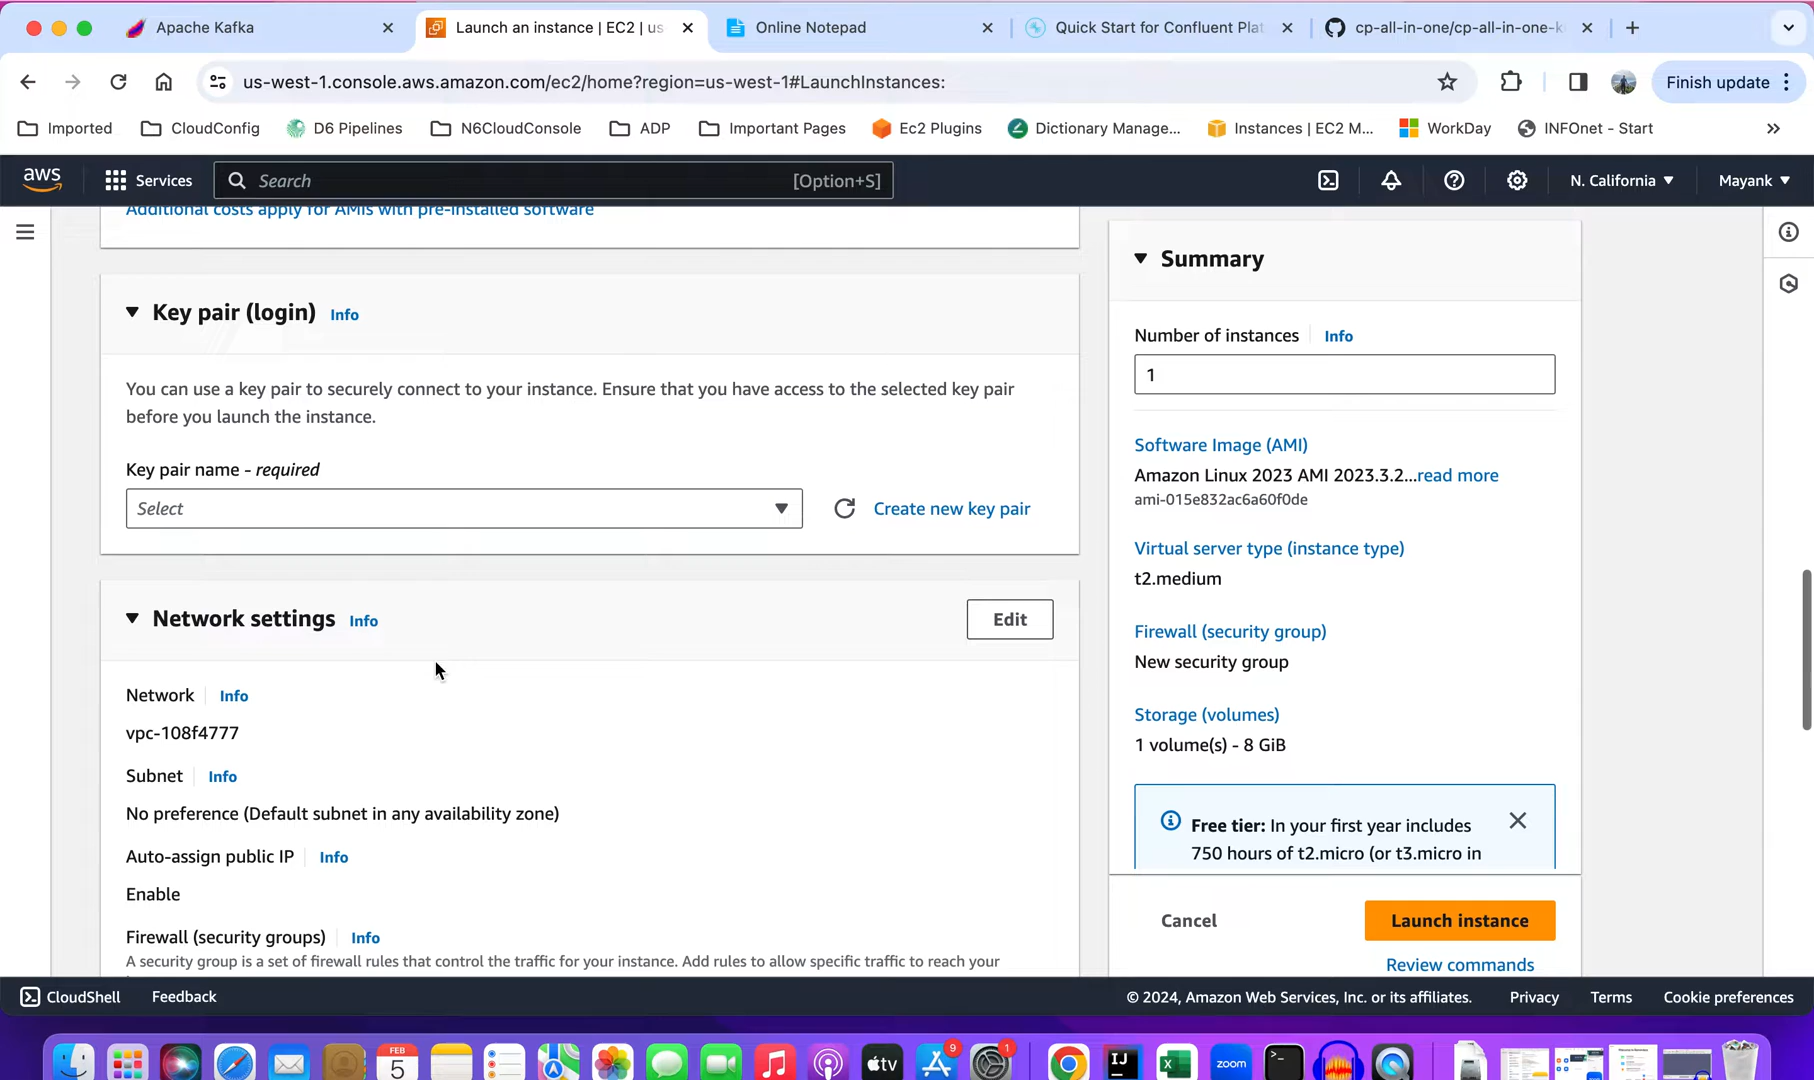 Apache Kafka
Launch an instance | EC2 | us
Online Notepad
Quick Start for Confluent Plat
cp-all-in-one/cp-all-in-one-k
us-west-1.console.aws.amazon.com/ec2/home?region=us-west-1#LaunchInstances:
Finish update
Imported
CloudConfig
D6 Pipelines
N6CloudConsole
ADP
Important Pages
Ec2 Plugins
Dictionary Manage...
Instances | EC2 M...
WorkDay
INFOnet - Start
aws
Services
Search
[Option+S]
N. California
Mayank
Additional costs apply for AMIs with pre-installed software
Key pair (login) Info
You can use a key pair to securely connect to your instance. Ensure that you have access to the selected key pair
before you launch the instance.
Key pair name - required
Select
Create new key pair
Network settings Info
Edit
Network Info
vpc-108f4777
Subnet Info
No preference (Default subnet in any availability zone)
Auto-assign public IP Info
Enable
Firewall (security groups) Info
A security group is a set of firewall rules that control the traffic for your instance. Add rules to allow specific traffic to reach your
Summary
Number of instances Info
1
Software Image (AMI)
Amazon Linux 2023 AMI 2023.3.2...read more
ami-015e832ac6a60f0de
Virtual server type (instance type)
t2.medium
Firewall (security group)
New security group
Storage (volumes)
1 volume(s) - 8 GiB
Free tier: In your first year includes
750 hours of t2.micro (or t3.micro in
Cancel
Launch instance
Review commands
CloudShell
Feedback
© 2024, Amazon Web Services, Inc. or its affiliates.
Privacy
Terms
Cookie preferences
FEB
5
tv
9
1
IJ
X
zoom